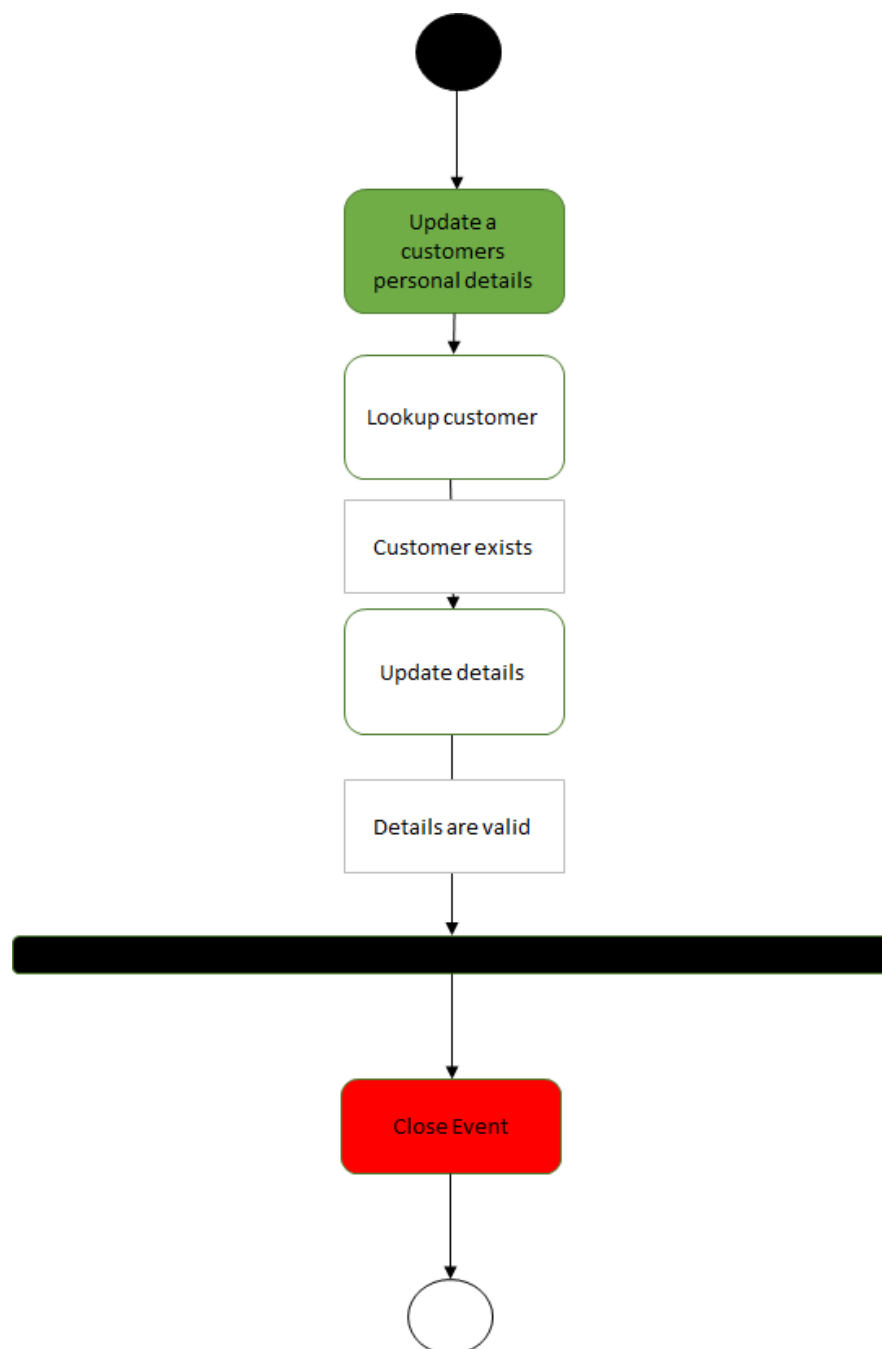 Update a
customers
personal details
Lookup customer
Customer exists
Update details
Details are valid
Close Event